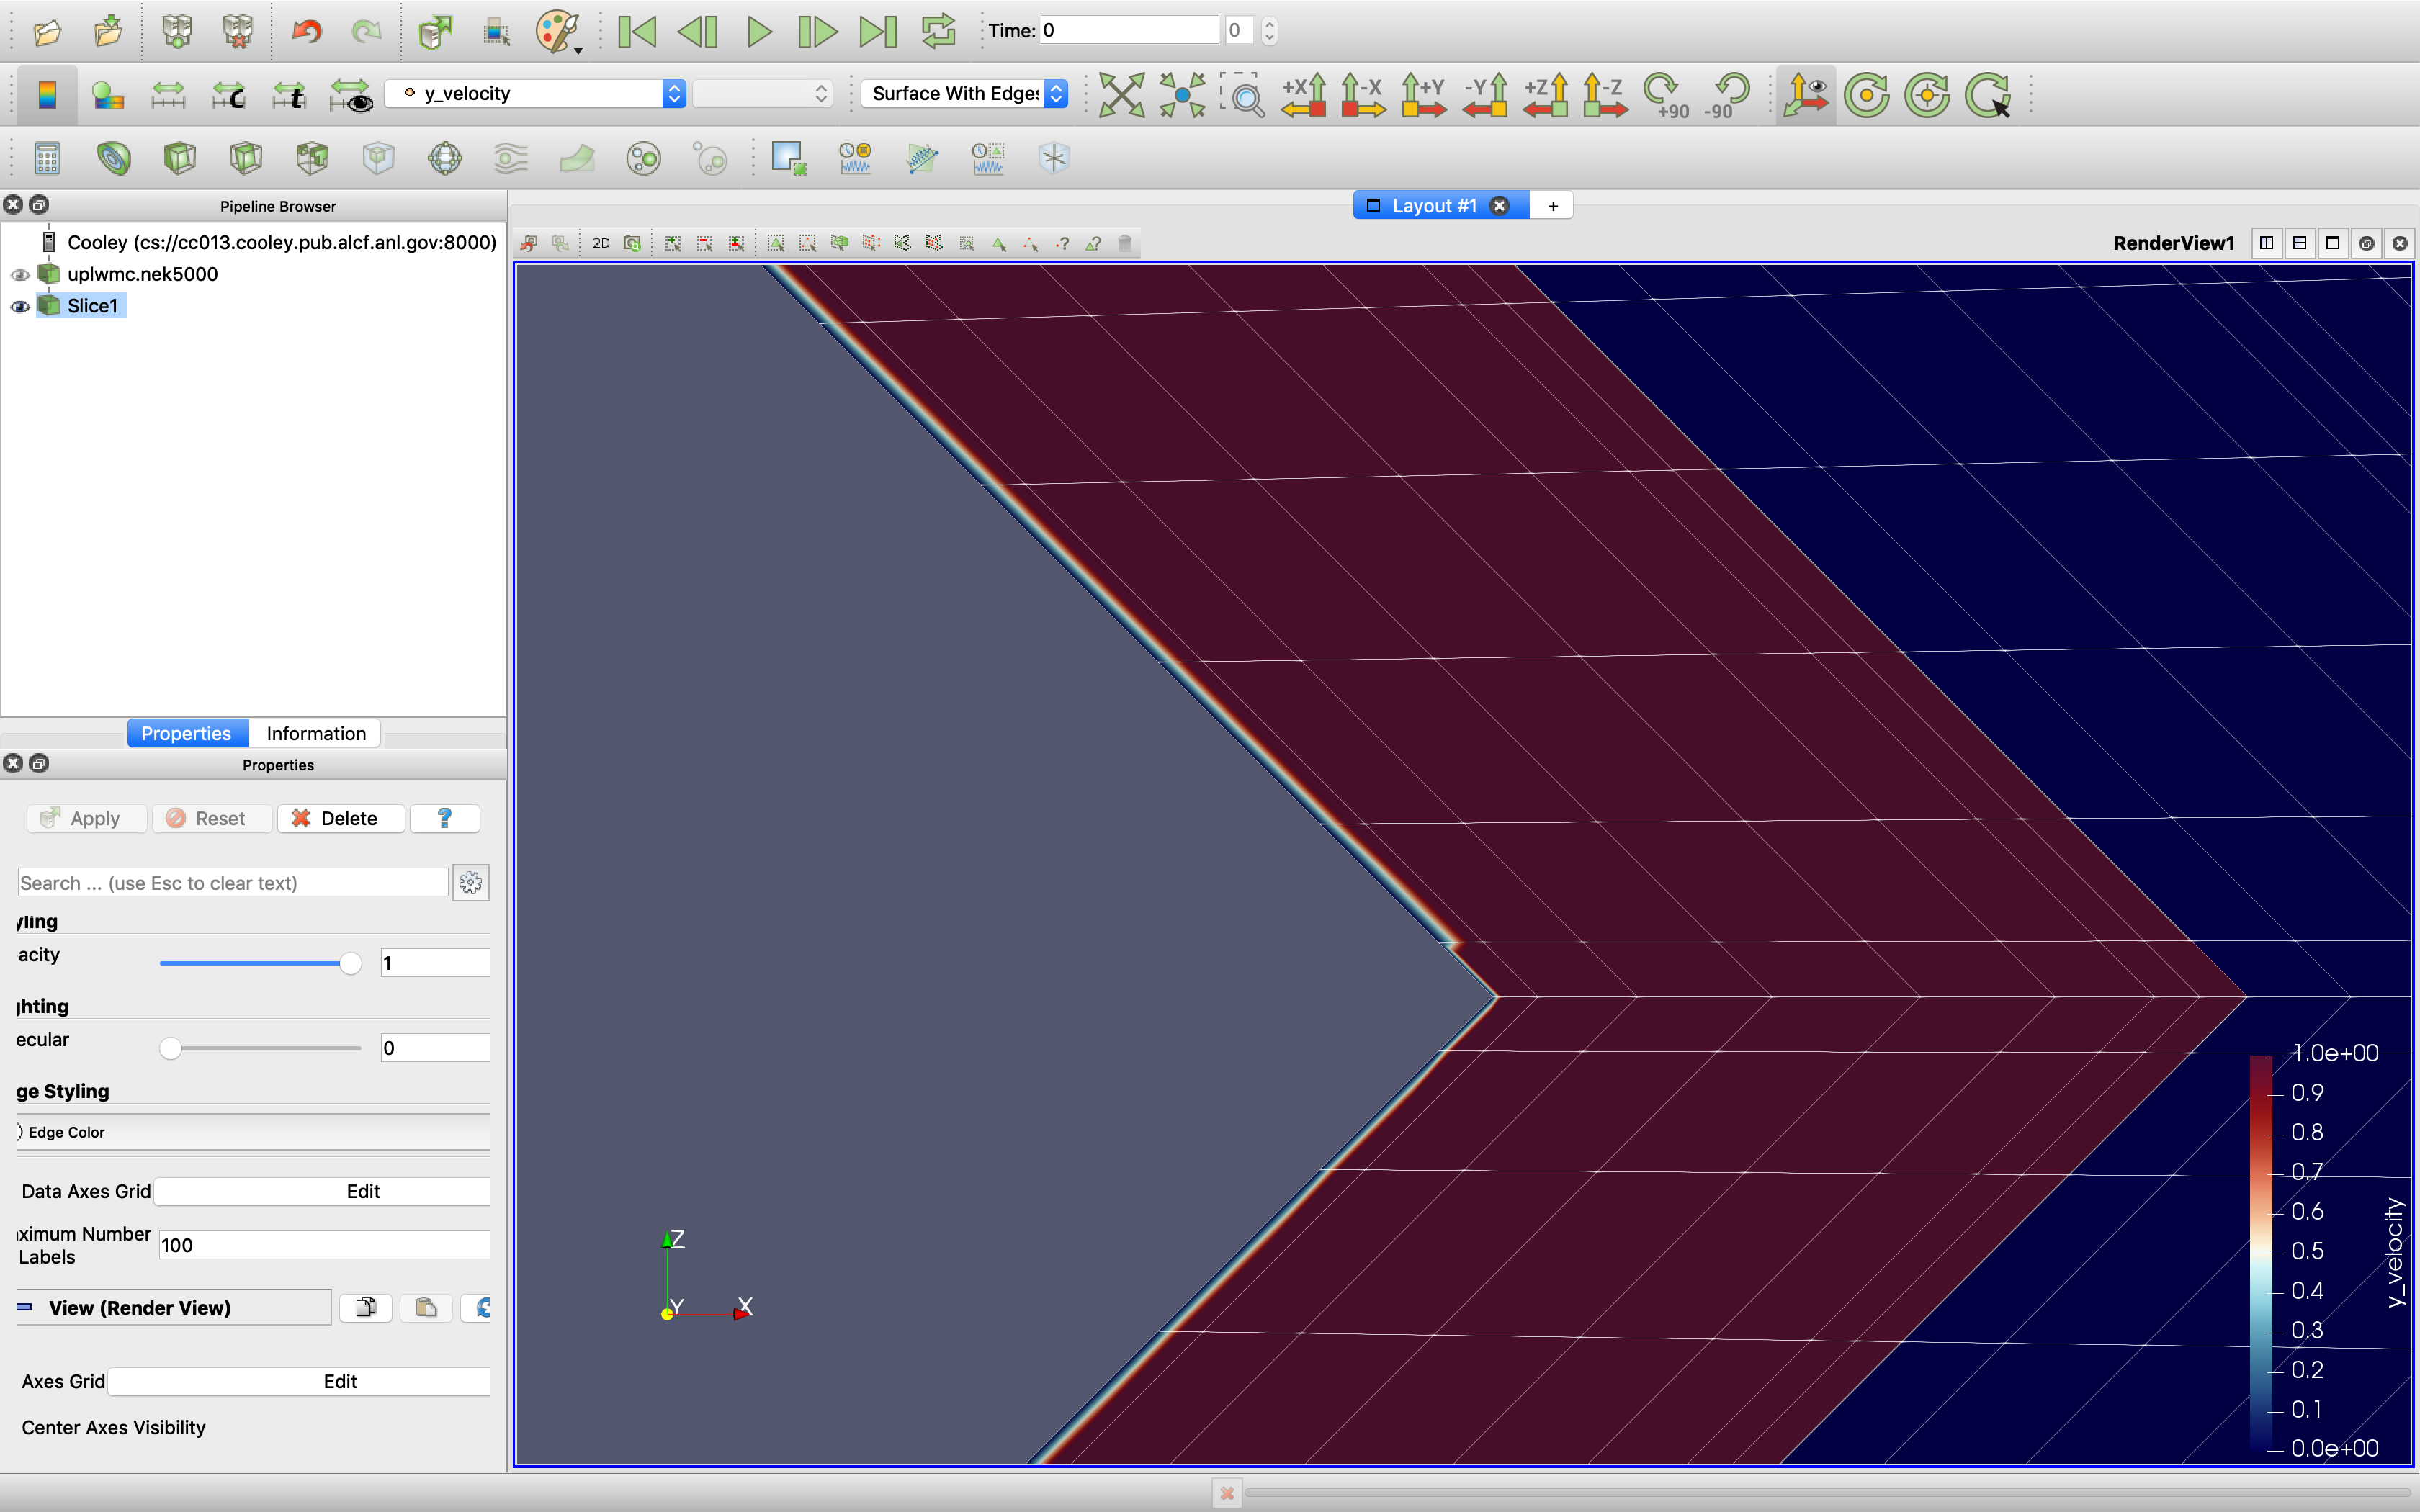 Time: 0 0
y_velocity Surface With Edges +X -X +Y -Y +Z -Z +90 -90
Pipeline Browser
Layout #1 +
Cooley (cs://cc013.cooley.pub.alcf.anl.gov:8000)
2D ? ? RenderView1
uplwmc.nek5000
Slice1
Properties Information
Properties
Apply Reset Delete ?
Search ... (use Esc to clear text)
yling
acity 1
hting
ecular 0
ge Styling
Edge Color
Data Axes Grid Edit
ximum Number
Labels 100
View (Render View)
Axes Grid Edit
Center Axes Visibility
Z
Y X
1.0e+00
0.9
0.8
0.7
0.6
0.5
0.4
0.3
0.2
0.1
0.0e+00
y_velocity